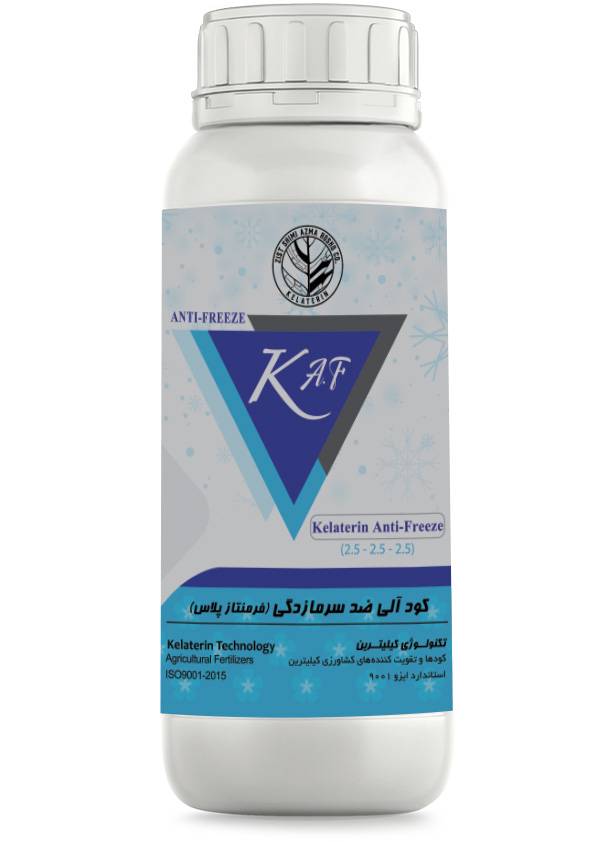 ZIST SHIMI AZMA ROSHD CO.
KELATERIN
ANTI-FREEZE
K A.F
Kelaterin Anti-Freeze
(2.5 - 2.5 - 2.5)
کود آلی ضد سرمازدگی (فرمنتاز پلاس)
Kelaterin Technology
Agricultural Fertilizers
ISO9001-2015
تکنولوژی کیلیترین
کودها و تقویت کننده‌های کشاورزی کیلیترین
استاندارد ایزو ۹۰۰۱